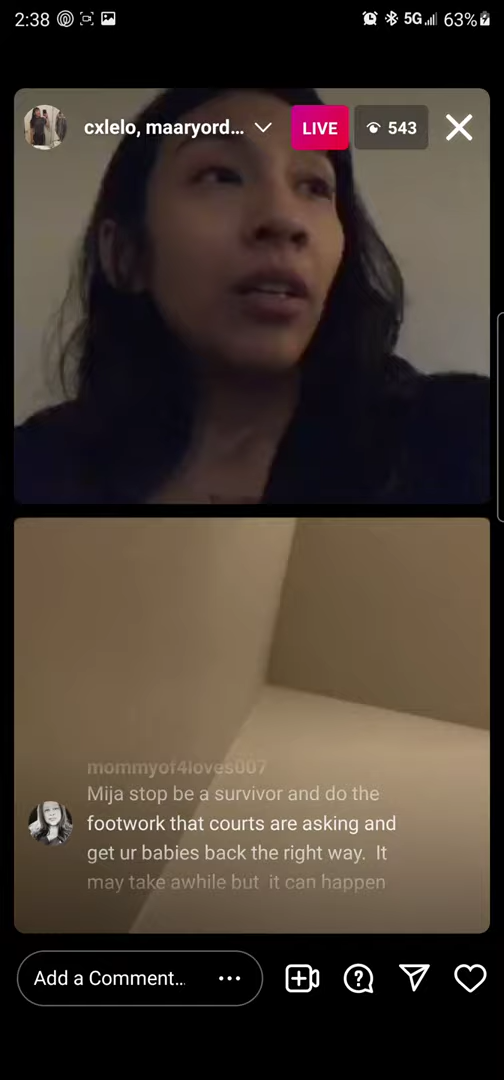 2:38 5G 63%
cxlelo, maaryord... LIVE 543
mommyof4loves007
Mija stop be a survivor and do the
footwork that courts are asking and
get ur babies back the right way. It
may take awhile but it can happen
Add a Comment...